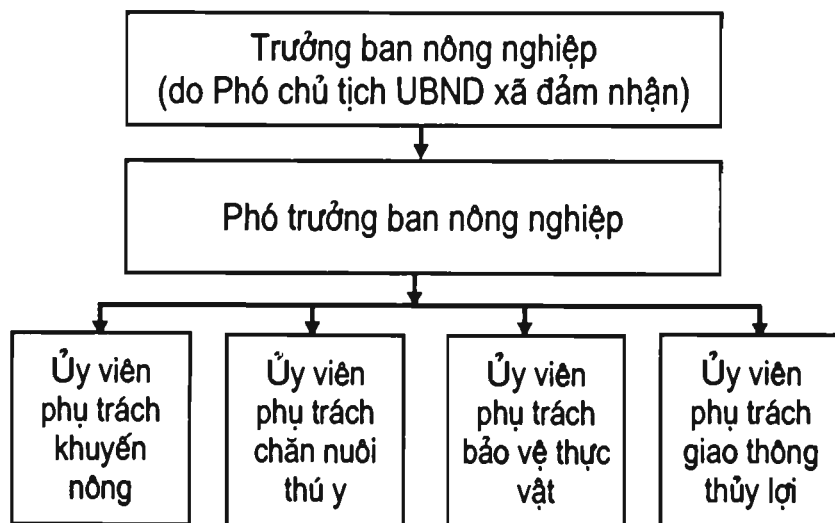 Trưởng ban nông nghiệp
(do Phó chủ tịch UBND xã đảm nhận)
Phó trưởng ban nông nghiệp
Ủy viên
phụ trách
khuyến
nông
Ủy viên
phụ trách
chăn nuôi
thú y
Ủy viên
phụ trách
bảo vệ thực
vật
Ủy viên
phụ trách
giao thông
thủy lợi